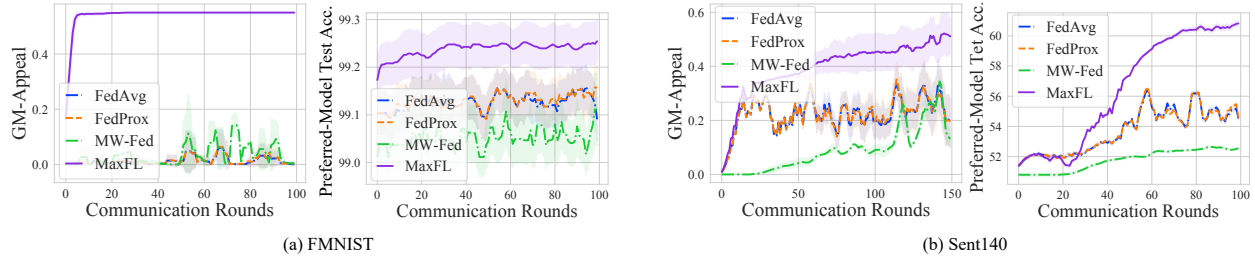 GM-Appeal
0.4
0.2
0.0
FedAvg
FedProx
MW-Fed
MaxFL
0 20 40 60 80 100
Communication Rounds
Preferred-Model Test Acc.
99.3
99.2
99.1
99.0
FedAvg
FedProx
MW-Fed
MaxFL
0 20 40 60 80 100
Communication Rounds
(a) FMNIST
GM-Appeal
0.6
0.4
0.2
0.0
FedAvg
FedProx
MW-Fed
MaxFL
0 50 100 150
Communication Rounds
Preferred-Model Tet Acc.
60
58
56
54
52
FedAvg
FedProx
MW-Fed
MaxFL
0 20 40 60 80 100
Communication Rounds
(b) Sent140